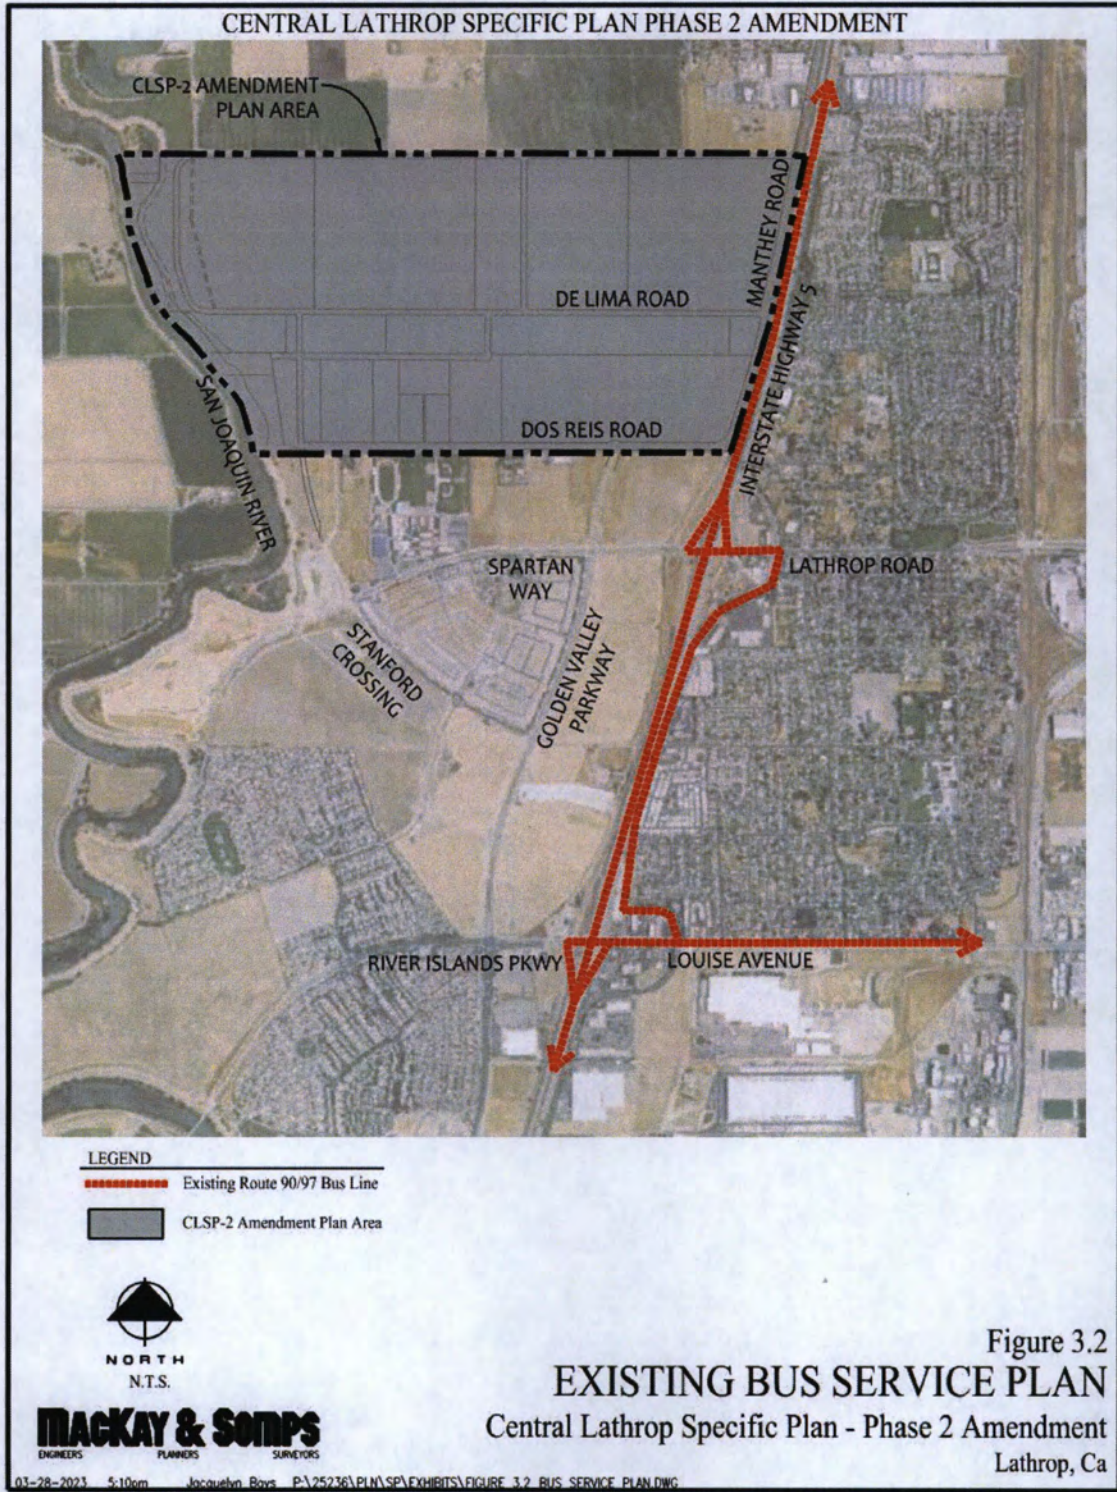 CENTRAL LATHROP SPECIFIC PLAN PHASE 2 AMENDMENT
CLSP-2 AMENDMENT
PLAN AREA
MANTHEY ROAD
DE LIMA ROAD
INTERSTATE HIGHWAY 5
SAN JOAQUIN RIVER
DOS REIS ROAD
SPARTAN
WAY
LATHROP ROAD
STANFORD
CROSSING
GOLDEN VALLEY
PARKWAY
RIVER ISLANDS PKWY
LOUISE AVENUE
LEGEND
Existing Route 90/97 Bus Line
CLSP-2 Amendment Plan Area
NORTH
N.T.S.
Figure 3.2
EXISTING BUS SERVICE PLAN
Central Lathrop Specific Plan - Phase 2 Amendment
Lathrop, Ca
MACKAY & SOMPS
ENGINEERS PLANNERS SURVEYORS
03-28-2023 5:10pm Jacquelyn Bays P:\25236\PLN\SP\EXHIBITS\FIGURE 3.2 BUS SERVICE PLAN.DWG